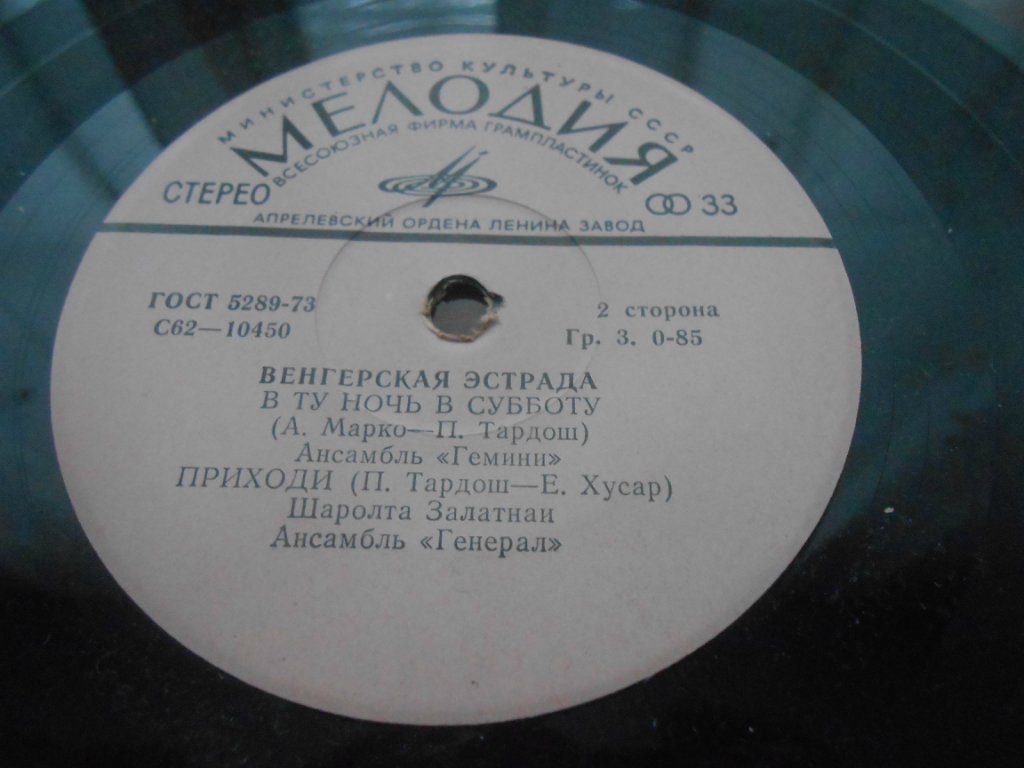 МИНИСТЕРСТВО КУЛЬТУРЫ СССР
МЕЛОДИЯ
ВСЕСОЮЗНАЯ ФИРМА ГРАМПЛАСТИНОК
СТЕРЕО
33
АПРЕЛЕВСКИЙ ОРДЕНА ЛЕНИНА ЗАВОД
ГОСТ 5289-73
2 сторона
С62—10450
Гр. 3. 0-85
ВЕНГЕРСКАЯ ЭСТРАДА
В ТУ НОЧЬ В СУББОТУ
(А. Марко—П. Тардош)
Ансамбль «Гемини»
ПРИХОДИ (П. Тардош—Е. Хусар)
Шаролта Залатнаи
Ансамбль «Генерал»